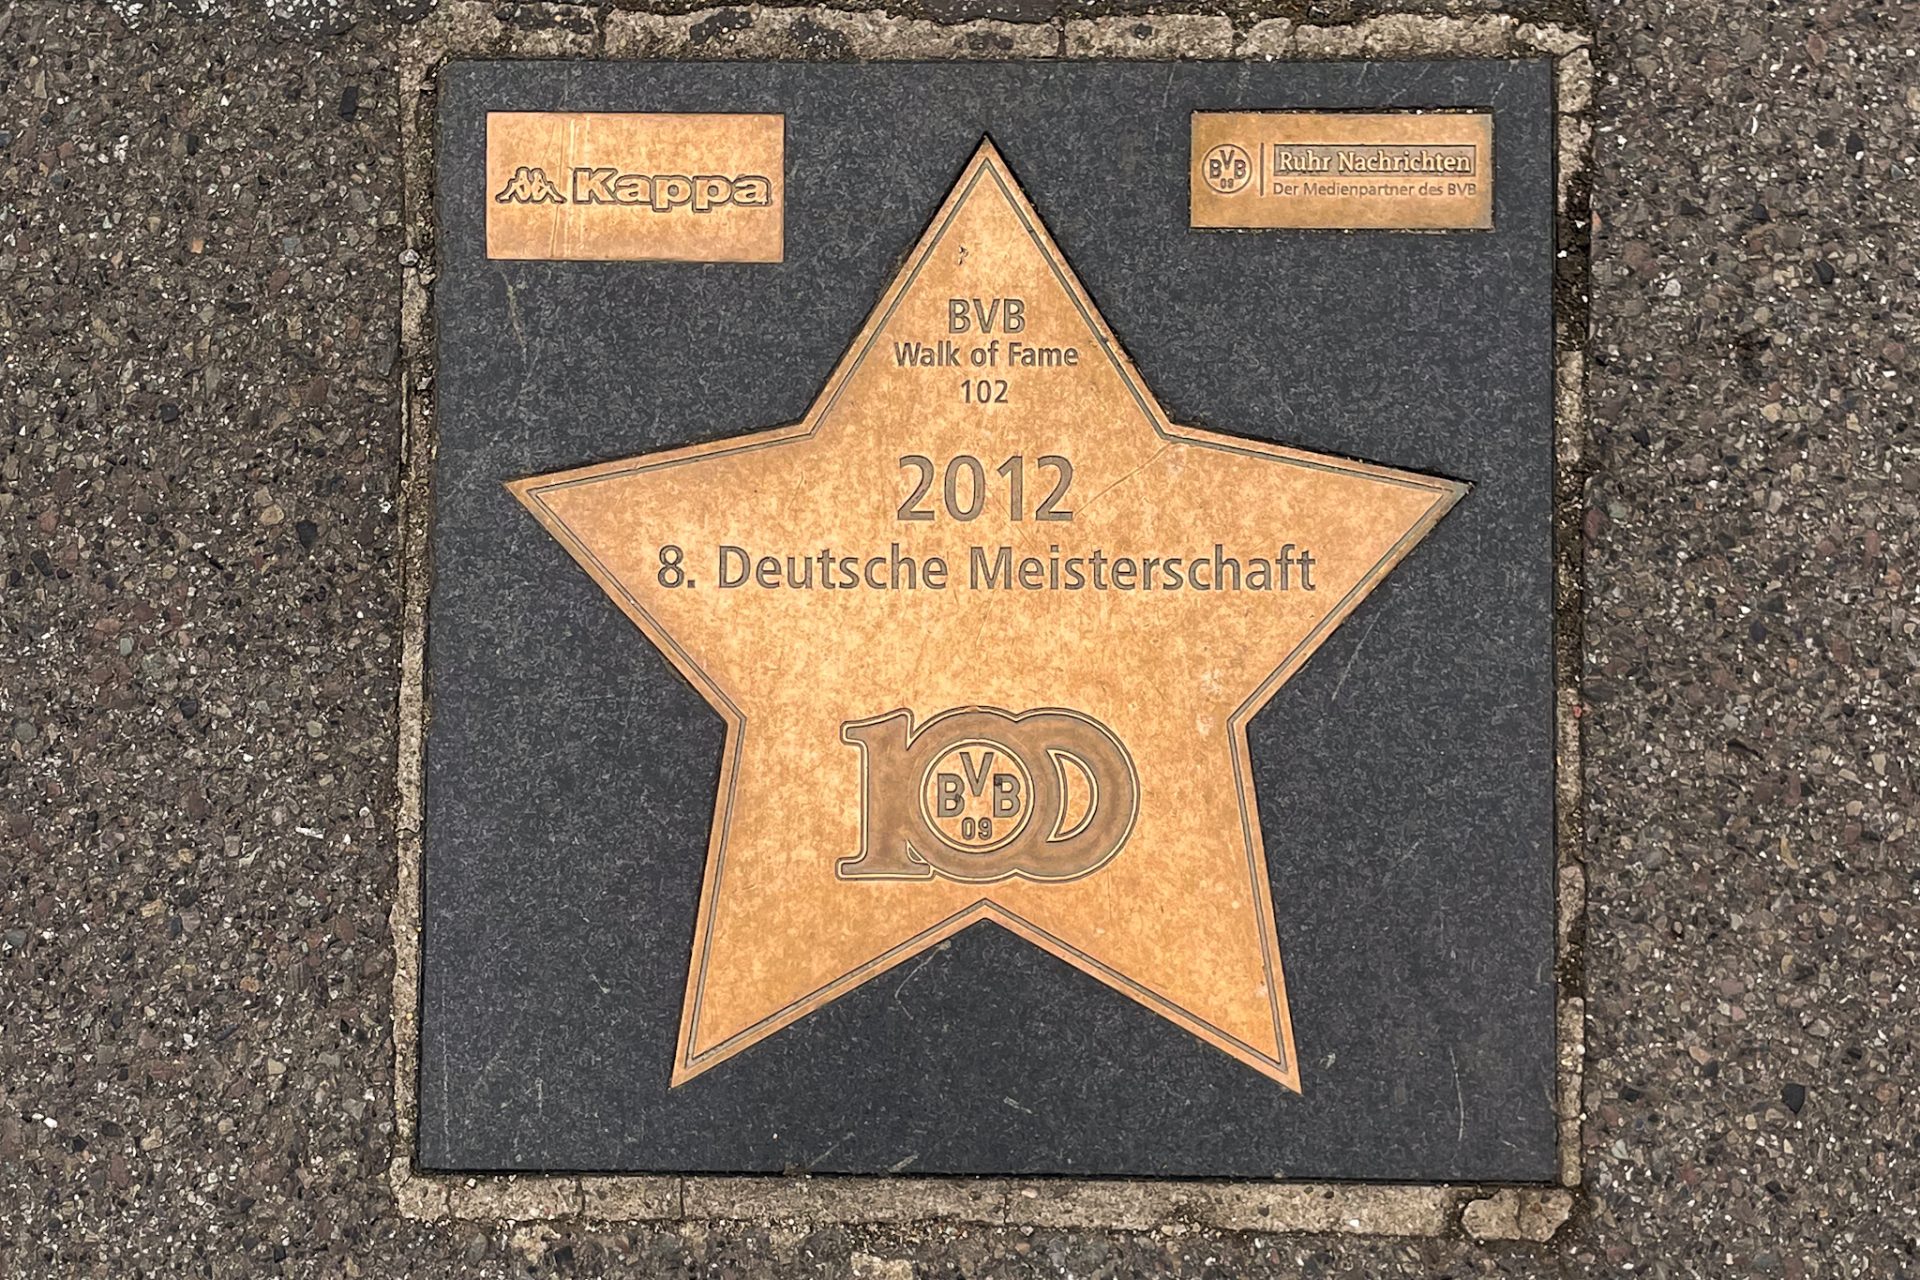 Kappa
BVB 09
Ruhr Nachrichten
Der Medienpartner des BVB
BVB
Walk of Fame
102
2012
8. Deutsche Meisterschaft
100
BVB
09